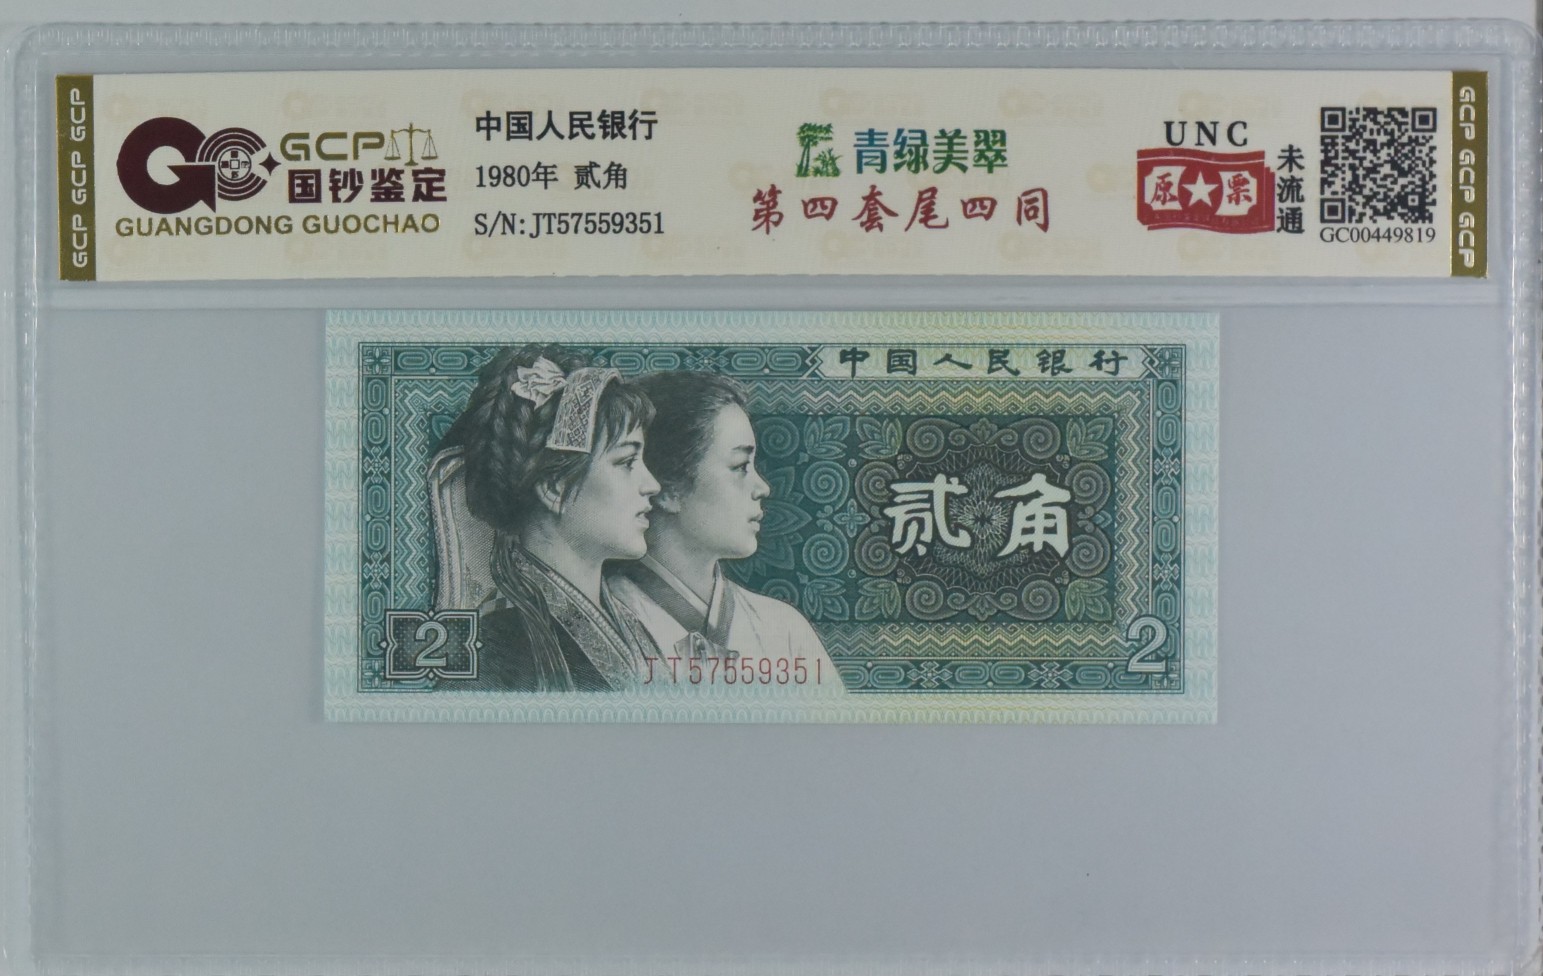 GCP GCP GCP
GCP
国钞鉴定
GUANGDONG GUOCHAO
中国人民银行
1980年 贰角
S/N:JT57559351
青绿美翠
第四套尾四同
UNC
原★票
未流通
GC00449819
GCP GCP GCP
中国人民银行
贰角
2
2
JT57559351